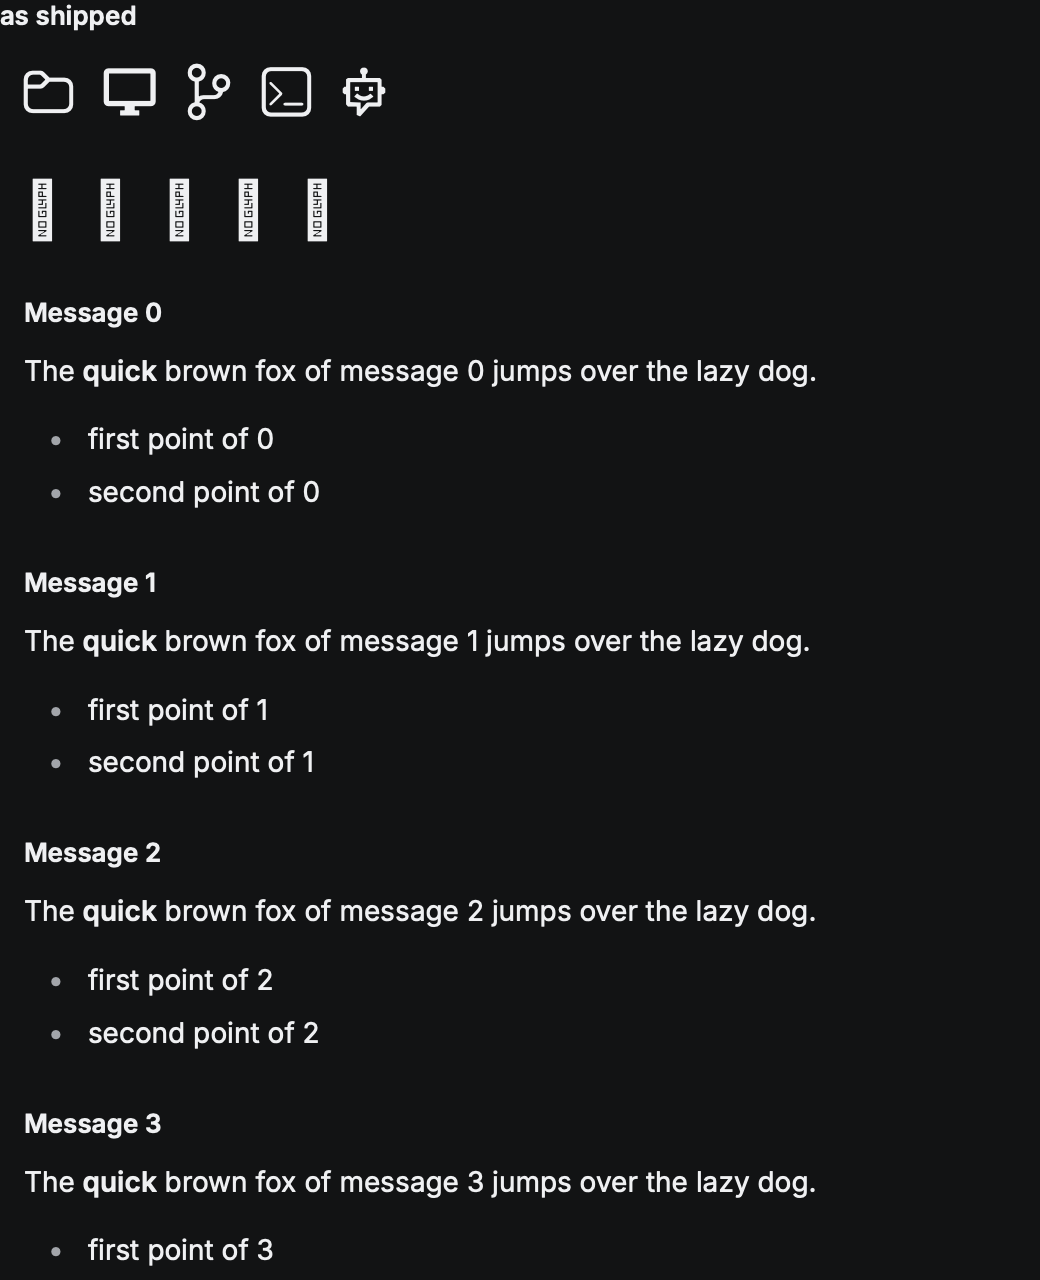 as shipped
NO GLYPH NO GLYPH NO GLYPH NO GLYPH NO GLYPH
Message 0
The quick brown fox of message 0 jumps over the lazy dog.
• first point of 0
• second point of 0
Message 1
The quick brown fox of message 1 jumps over the lazy dog.
• first point of 1
• second point of 1
Message 2
The quick brown fox of message 2 jumps over the lazy dog.
• first point of 2
• second point of 2
Message 3
The quick brown fox of message 3 jumps over the lazy dog.
• first point of 3